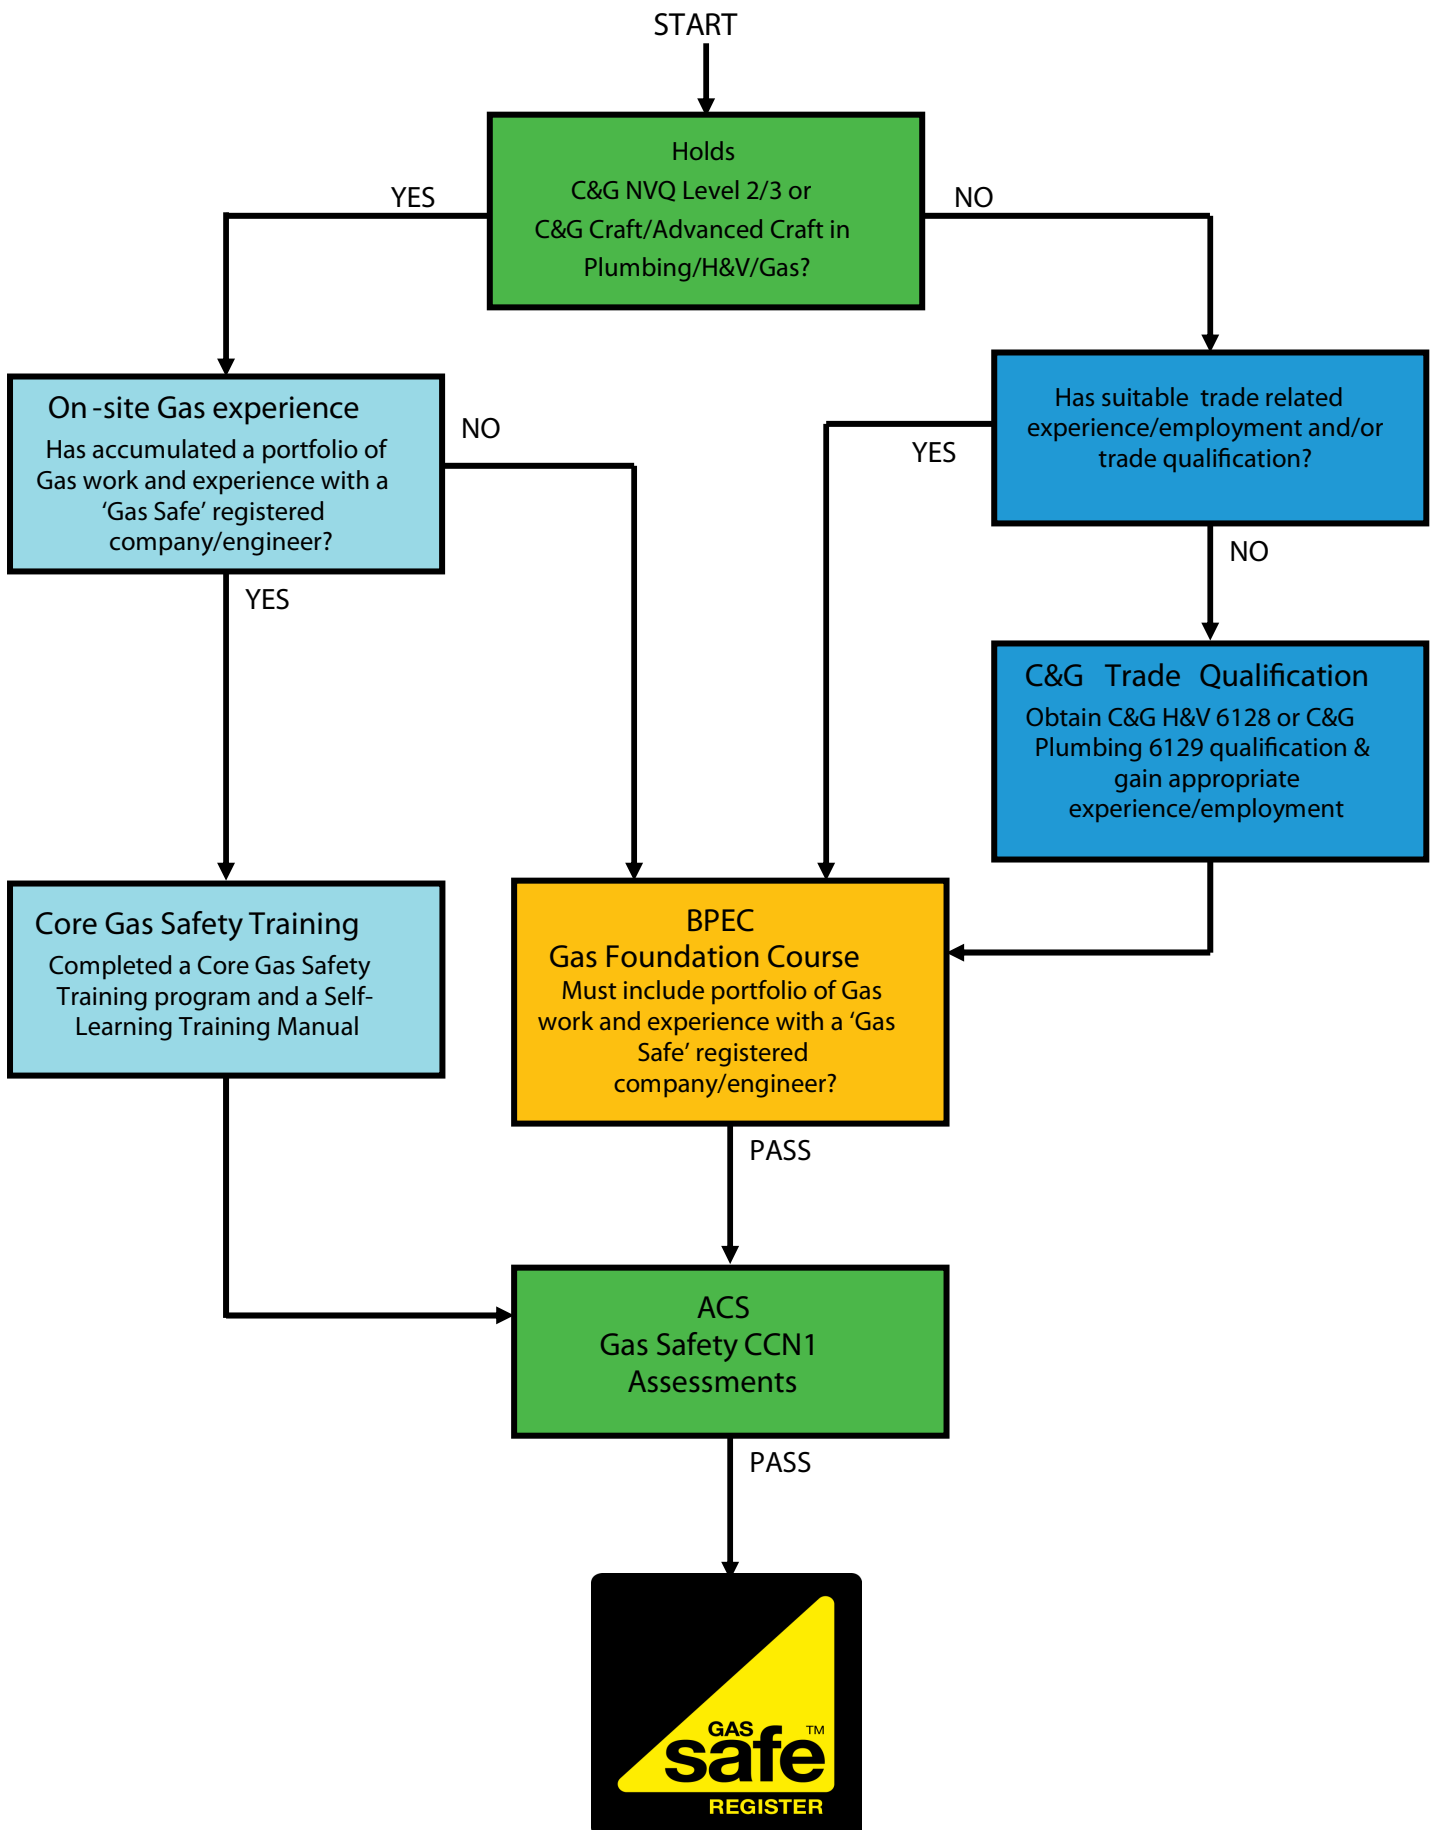 START
Holds
C&G NVQ Level 2/3 or
C&G Craft/Advanced Craft in
Plumbing/H&V/Gas?
YES
NO
On-site Gas experience
Has accumulated a portfolio of
Gas work and experience with a
‘Gas Safe’ registered
company/engineer?
NO
YES
Has suitable trade related
experience/employment and/or
trade qualification?
YES
NO
C&G Trade Qualification
Obtain C&G H&V 6128 or C&G
Plumbing 6129 qualification &
gain appropriate
experience/employment
Core Gas Safety Training
Completed a Core Gas Safety
Training program and a Self-
Learning Training Manual
BPEC
Gas Foundation Course
Must include portfolio of Gas
work and experience with a ‘Gas
Safe’ registered
company/engineer?
PASS
ACS
Gas Safety CCN1
Assessments
PASS
GAS
safe™
REGISTER